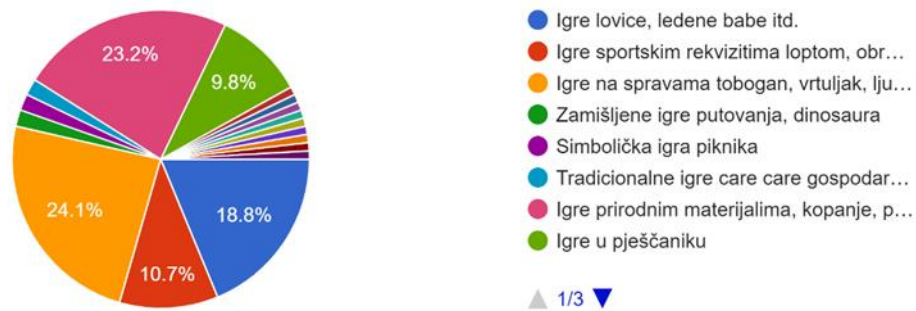 23.2%
9.8%
24.1%
18.8%
10.7%
Igre lovice, ledene babe itd.
Igre sportskim rekvizitima loptom, obr…
Igre na spravama tobogan, vrtuljak, lju…
Zamišljene igre putovanja, dinosaura
Simbolička igra piknika
Tradicionalne igre care care gospodar…
Igre prirodnim materijalima, kopanje, p…
Igre u pješčaniku
1/3